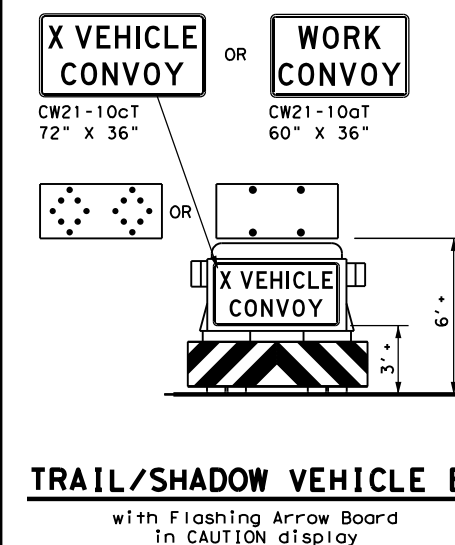 X VEHICLE
CONVOY
OR
WORK
CONVOY
CW21-10cT
72" X 36"
CW21-10aT
60" X 36"
OR
X VEHICLE
CONVOY
6'+
3'+
TRAIL/SHADOW VEHICLE B
with Flashing Arrow Board
in CAUTION display